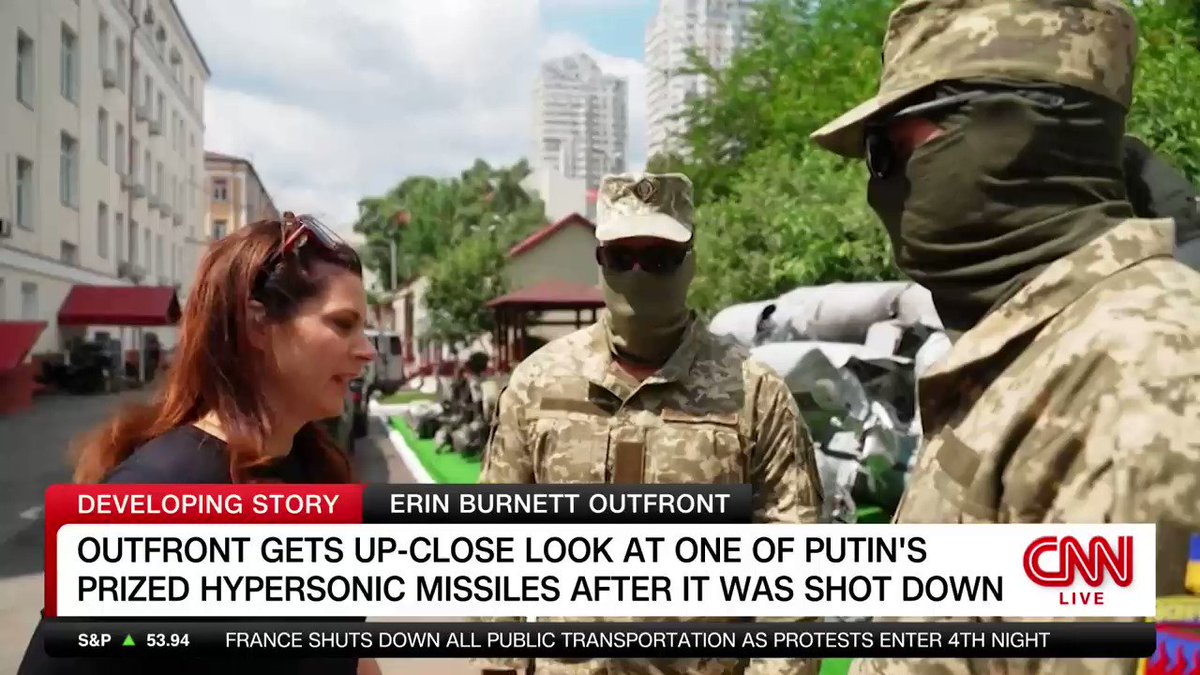 DEVELOPING STORY
ERIN BURNETT OUTFRONT
OUTFRONT GETS UP-CLOSE LOOK AT ONE OF PUTIN'S
PRIZED HYPERSONIC MISSILES AFTER IT WAS SHOT DOWN
CNN
LIVE
S&P ▲ 53.94 FRANCE SHUTS DOWN ALL PUBLIC TRANSPORTATION AS PROTESTS ENTER 4TH NIGHT